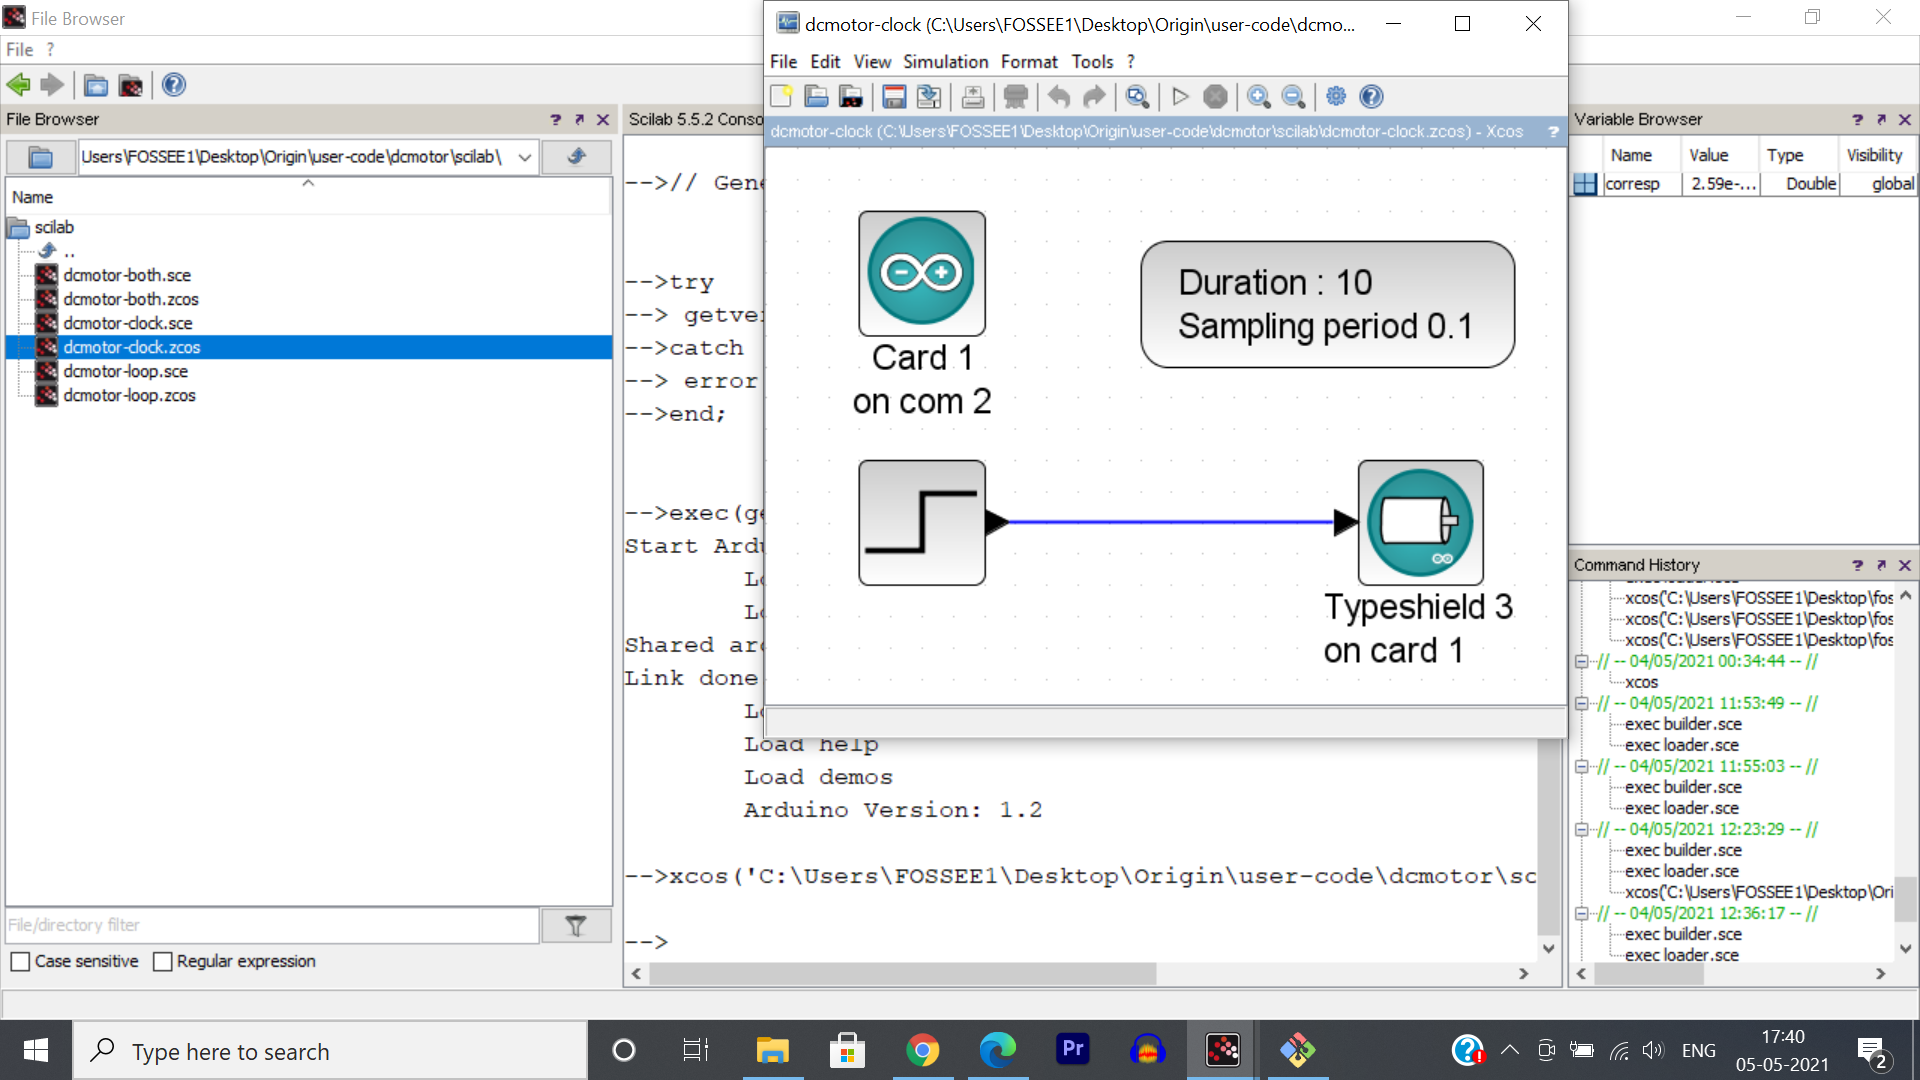 File Browser
File ?
File Browser
Users\FOSSEE1\Desktop\Origin\user-code\dcmotor\scilab\
Name
scilab
..
dcmotor-both.sce
dcmotor-both.zcos
dcmotor-clock.sce
dcmotor-clock.zcos
dcmotor-loop.sce
dcmotor-loop.zcos
File/directory filter
Case sensitive Regular expression
Scilab 5.5.2 Conso
-->// Gene
-->try
--> getve
-->catch
--> error
-->end;
-->exec(ge
Start Ardu
Lo
Lo
Shared arc
Link done
Lo
Load help
Load demos
Arduino Version: 1.2
-->xcos('C:\Users\FOSSEE1\Desktop\Origin\user-code\dcmotor\sc
-->
dcmotor-clock (C:\Users\FOSSEE1\Desktop\Origin\user-code\dcmo...
File Edit View Simulation Format Tools ?
dcmotor-clock (C:\Users\FOSSEE1\Desktop\Origin\user-code\dcmotor\scilab\dcmotor-clock.zcos) - Xcos ?
Card 1
on com 2
Duration : 10
Sampling period 0.1
Typeshield 3
on card 1
Variable Browser
Name Value Type Visibility
corresp 2.59e-... Double global
Command History
xcos('C:\Users\FOSSEE1\Desktop\fos
xcos('C:\Users\FOSSEE1\Desktop\fos
xcos('C:\Users\FOSSEE1\Desktop\fos
// -- 04/05/2021 00:34:44 -- //
xcos
// -- 04/05/2021 11:53:49 -- //
exec builder.sce
exec loader.sce
// -- 04/05/2021 11:55:03 -- //
exec builder.sce
exec loader.sce
// -- 04/05/2021 12:23:29 -- //
exec builder.sce
exec loader.sce
xcos('C:\Users\FOSSEE1\Desktop\Ori
// -- 04/05/2021 12:36:17 -- //
exec builder.sce
exec loader.sce
Type here to search
Pr
ENG
17:40
05-05-2021
2